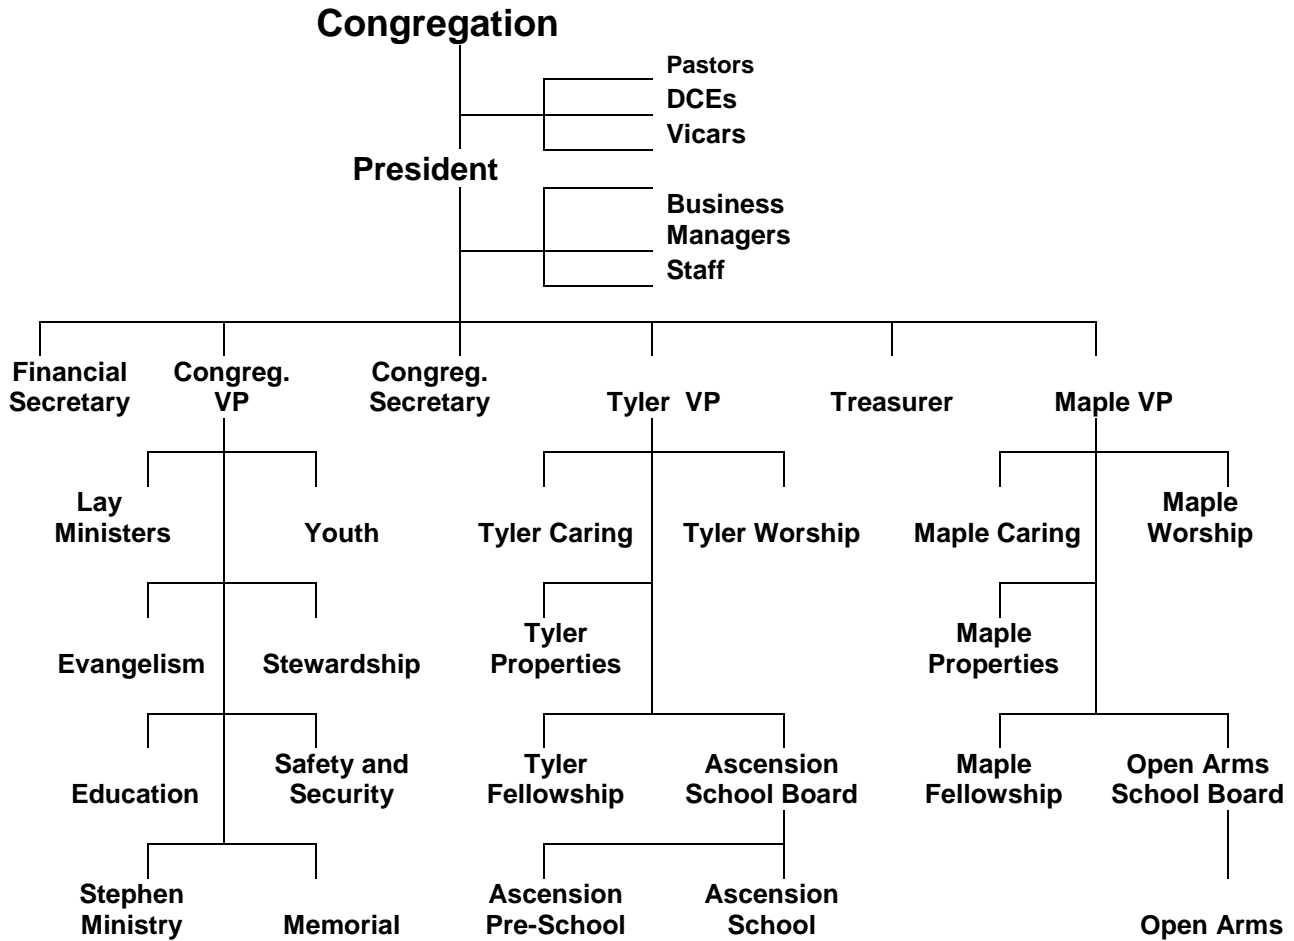 Congregation
Pastors
DCEs
Vicars
President
Business
Managers
Staff
Financial
Secretary
Congreg.
VP
Congreg.
Secretary
Tyler VP
Treasurer
Maple VP
Lay
Ministers
Youth
Tyler Caring
Tyler Worship
Maple Caring
Maple
Worship
Evangelism
Stewardship
Tyler
Properties
Maple
Properties
Education
Safety and
Security
Tyler
Fellowship
Ascension
School Board
Maple
Fellowship
Open Arms
School Board
Stephen
Ministry
Memorial
Ascension
Pre-School
Ascension
School
Open Arms